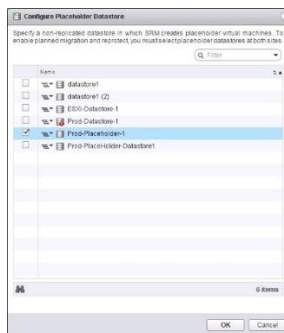 Configure Placeholder Datastore
Specify a non-replicated datastore in which SRM creates placeholder virtual machines. To
enable planned migration and reprotect, you must select placeholder datastores at both sites.
Filter
Name
datastore1
datastore1 (2)
ESXi-Datastore-1
Prod-Datastore-1
Prod-Placeholder-1
Prod-PlaceHolder-Datastore1
6 items
OK Cancel